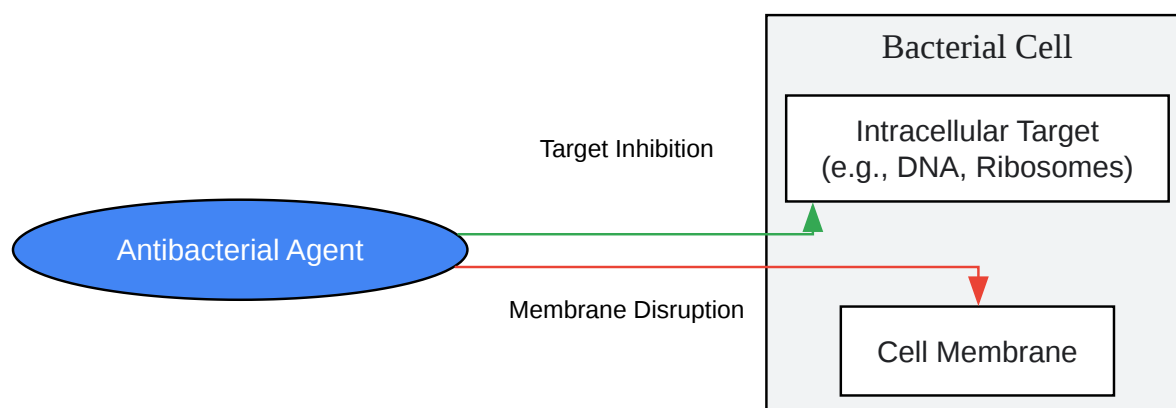 Bacterial Cell
Intracellular Target
(e.g., DNA, Ribosomes)
Target Inhibition
Antibacterial Agent
Membrane Disruption
Cell Membrane